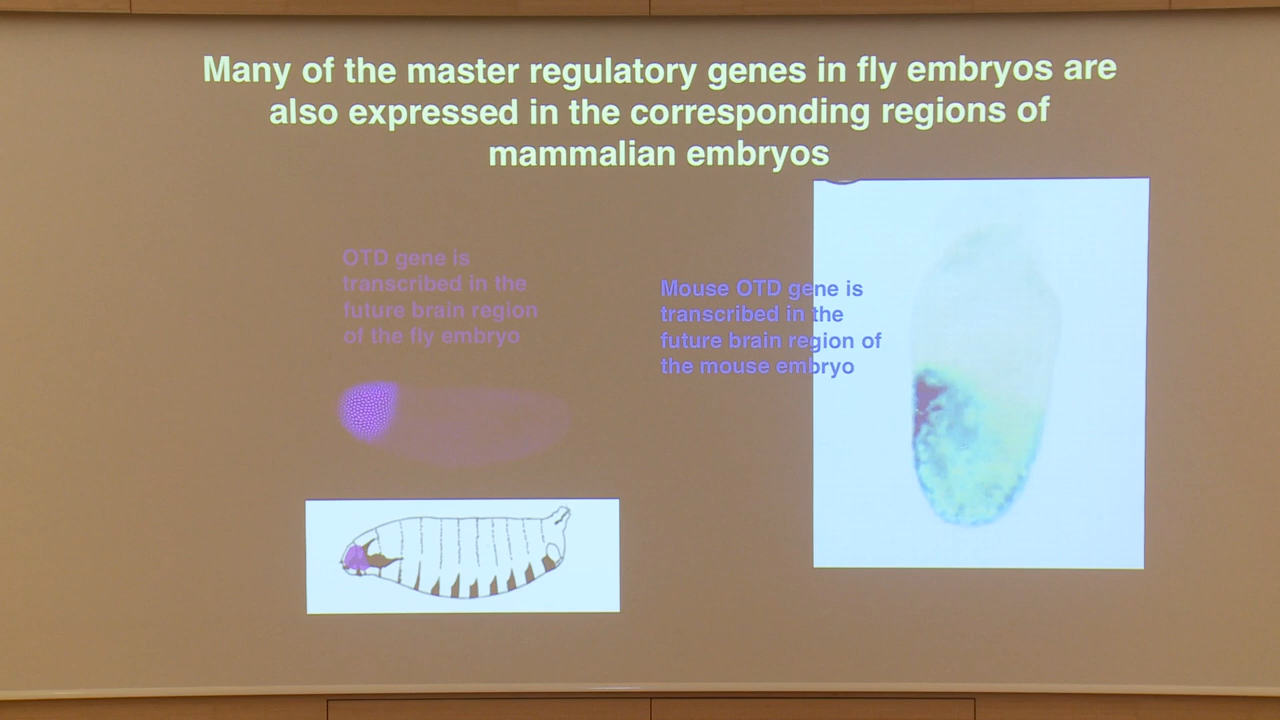 Many of the master regulatory genes in fly embryos are
also expressed in the corresponding regions of
mammalian embryos
OTD gene is
transcribed in the
future brain region
of the fly embryo
Mouse OTD gene is
transcribed in the
future brain region of
the mouse embryo